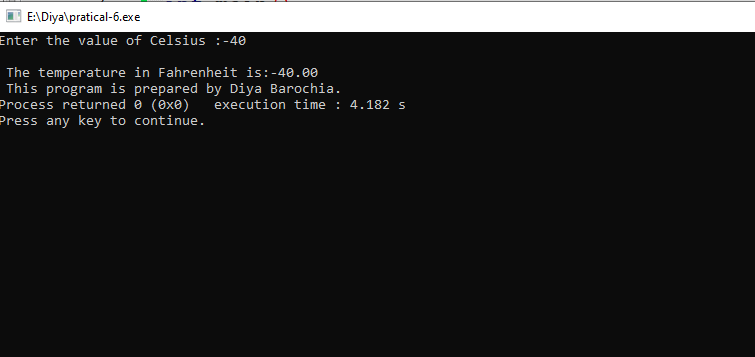 E:\Diya\pratical-6.exe
Enter the value of Celsius :-40
The temperature in Fahrenheit is:-40.00
This program is prepared by Diya Barochia.
Process returned 0 (0x0)   execution time : 4.182 s
Press any key to continue.